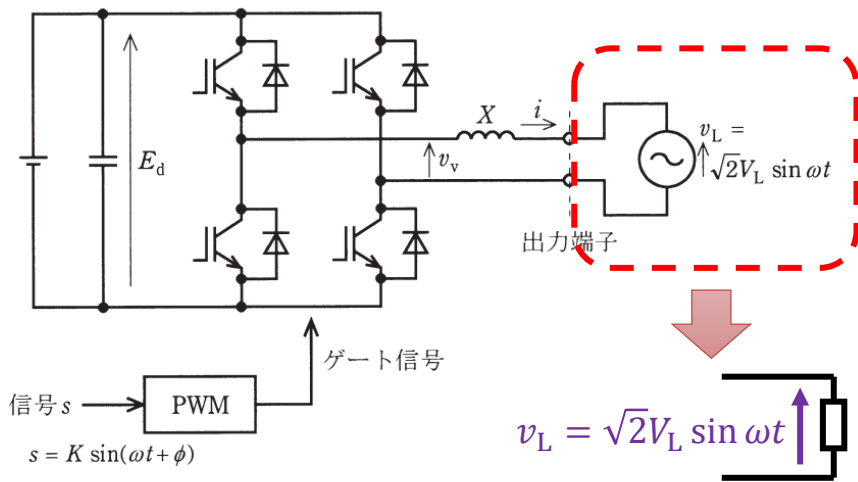 E_d
v_v
X
i
v_L =
√2V_L sin ωt
出力端子
ゲート信号
信号 s
PWM
s = K sin(ωt + ϕ)
v_L = √2V_L sin ωt